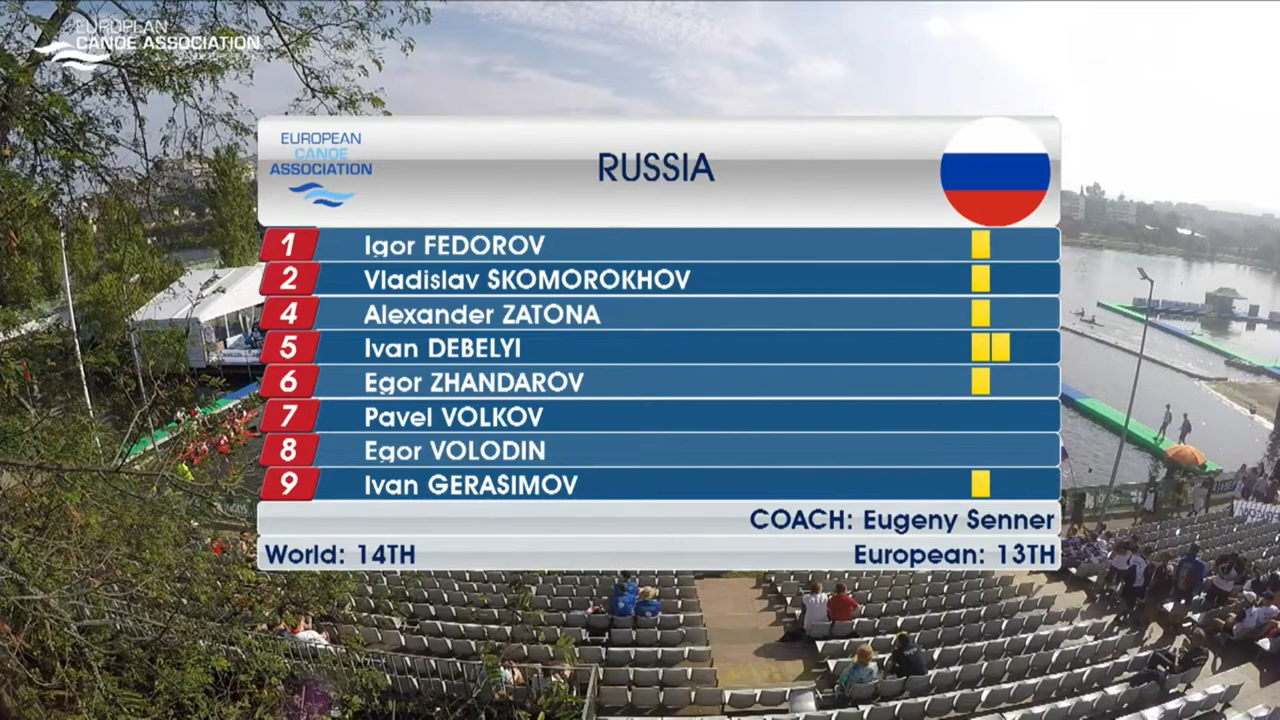 EUROPEAN
CANOE ASSOCIATION
EUROPEAN
CANOE
ASSOCIATION
RUSSIA
1 Igor FEDOROV
2 Vladislav SKOMOROKHOV
4 Alexander ZATONA
5 Ivan DEBELYI
6 Egor ZHANDAROV
7 Pavel VOLKOV
8 Egor VOLODIN
9 Ivan GERASIMOV
COACH: Eugeny Senner
World: 14TH European: 13TH